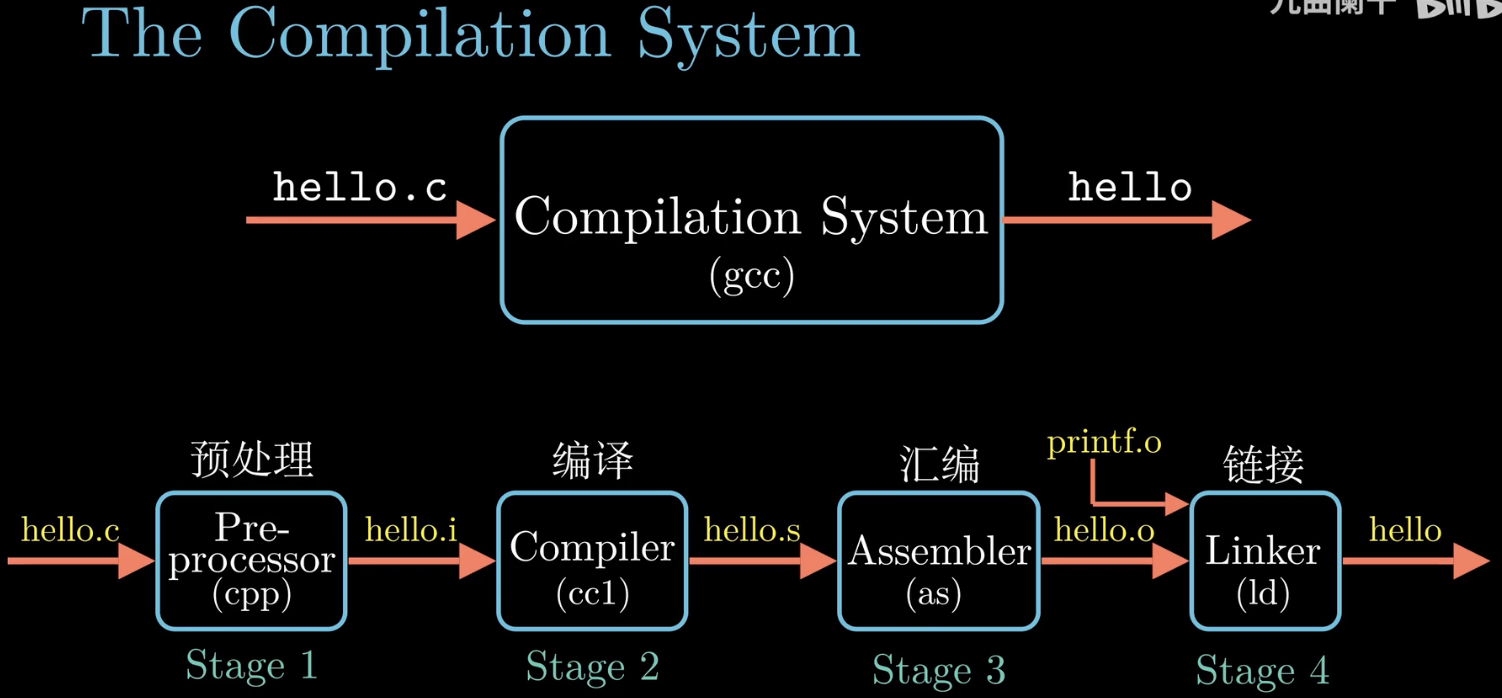 The Compilation System
hello.c
Compilation System
(gcc)
hello
预处理
编译
汇编
printf.o
链接
hello.c
Pre-
processor
(cpp)
hello.i
Compiler
(cc1)
hello.s
Assembler
(as)
hello.o
Linker
(ld)
hello
Stage 1
Stage 2
Stage 3
Stage 4